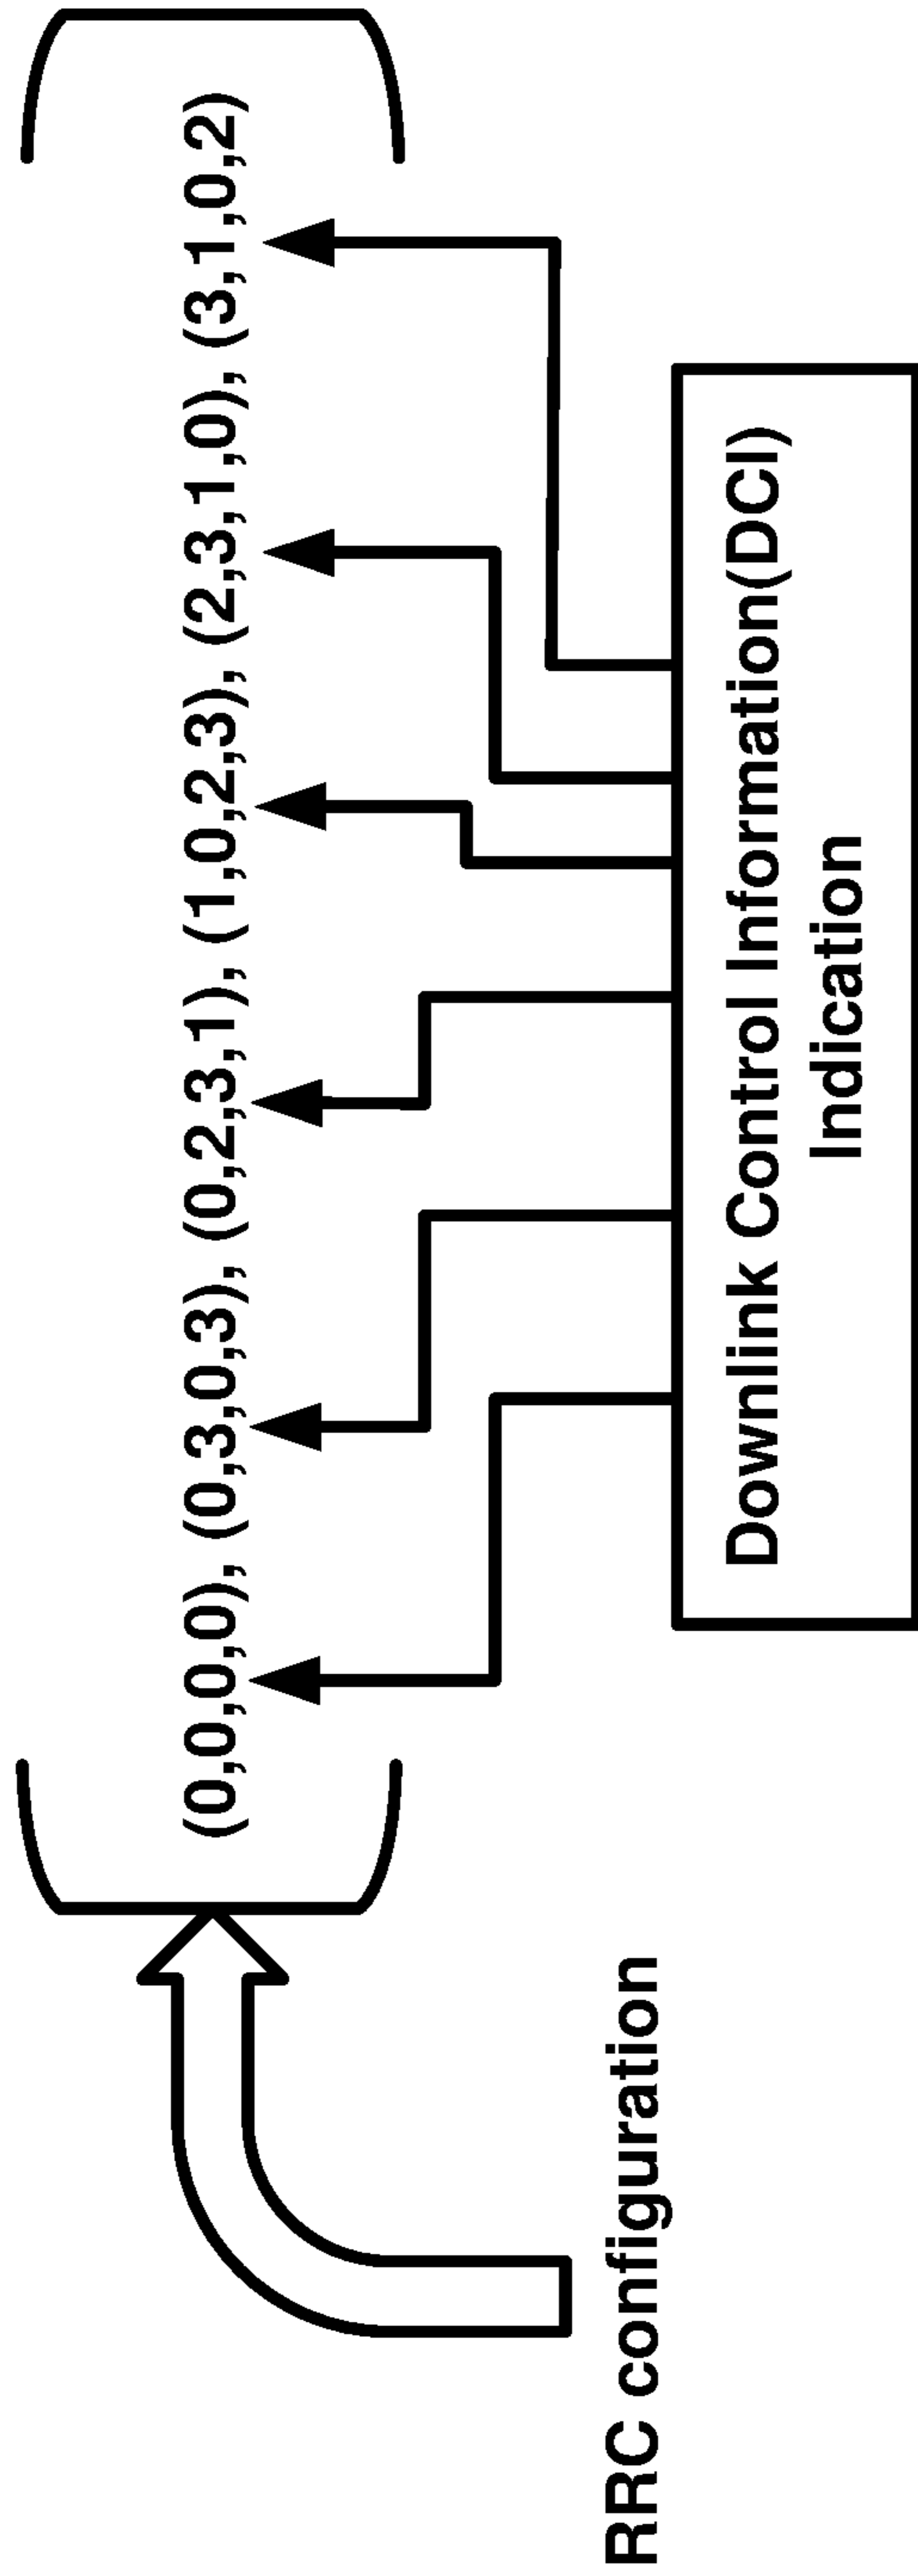 (0,0,0,0), (0,3,0,3), (0,2,3,1), (1,0,2,3), (2,3,1,0), (3,1,0,2)
RRC configuration
Downlink Control Information(DCI)
Indication